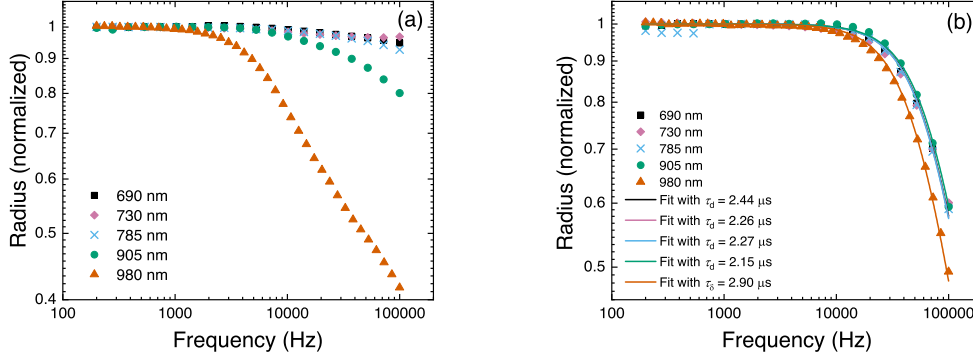 (a)
1
0.9
0.8
0.7
0.6
0.5
0.4
Radius (normalized)
690 nm
730 nm
785 nm
905 nm
980 nm
100 1000 10000 100000
Frequency (Hz)
(b)
1
0.9
0.8
0.7
0.6
0.5
Radius (normalized)
690 nm
730 nm
785 nm
905 nm
980 nm
Fit with τd = 2.44 μs
Fit with τd = 2.26 μs
Fit with τd = 2.27 μs
Fit with τd = 2.15 μs
Fit with τδ = 2.90 μs
100 1000 10000 100000
Frequency (Hz)